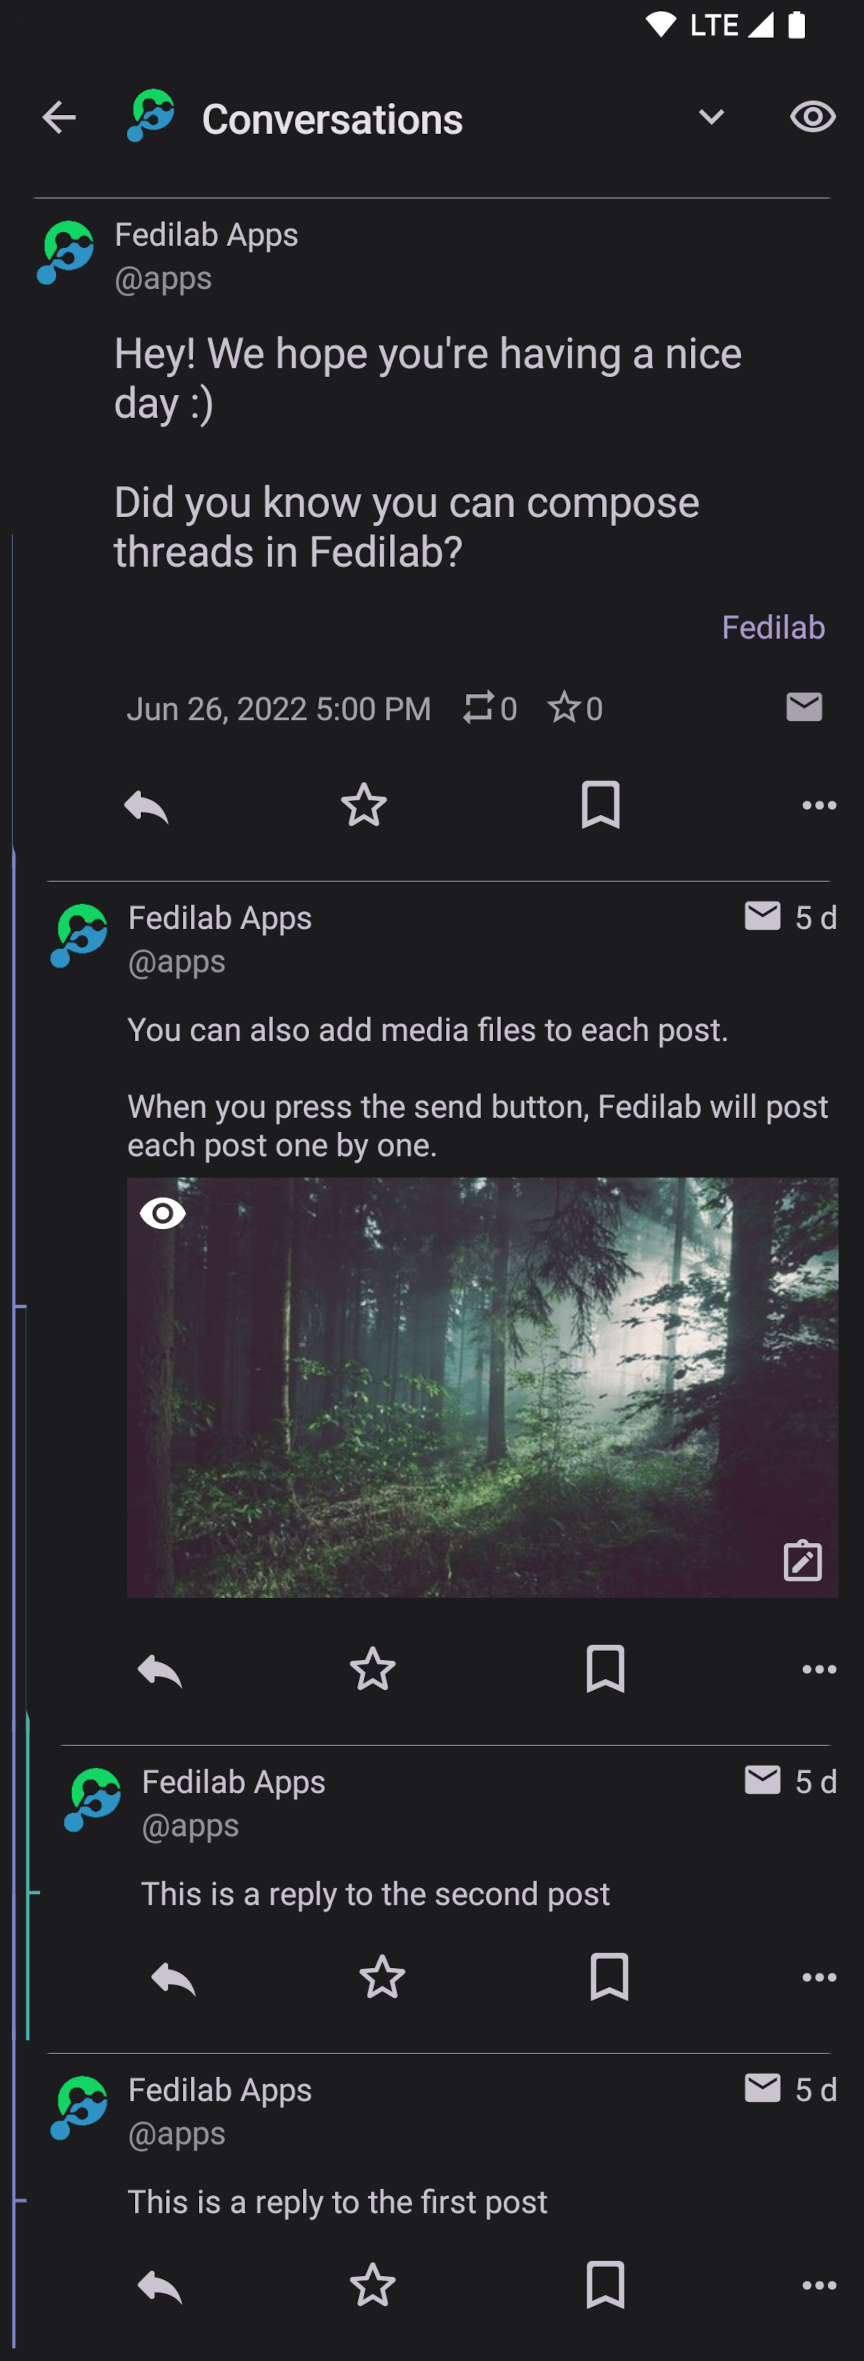 LTE
Conversations
Fedilab Apps
@apps
Hey! We hope you're having a nice
day :)
Did you know you can compose
threads in Fedilab?
Fedilab
Jun 26, 2022 5:00 PM 0 0
Fedilab Apps 5 d
@apps
You can also add media files to each post.
When you press the send button, Fedilab will post
each post one by one.
Fedilab Apps 5 d
@apps
This is a reply to the second post
Fedilab Apps 5 d
@apps
This is a reply to the first post